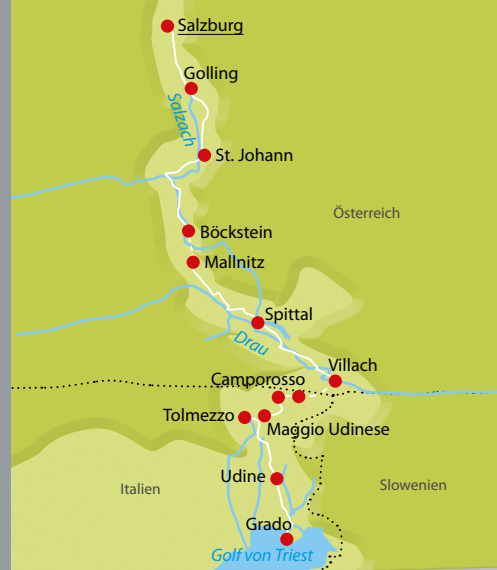 Salzburg
Golling
Salzach
St. Johann
Österreich
Böckstein
Mallnitz
Spittal
Drau
Villach
Camporosso
Tolmezzo
Maggio Udinese
Udine
Italien
Slowenien
Grado
Golf von Triest